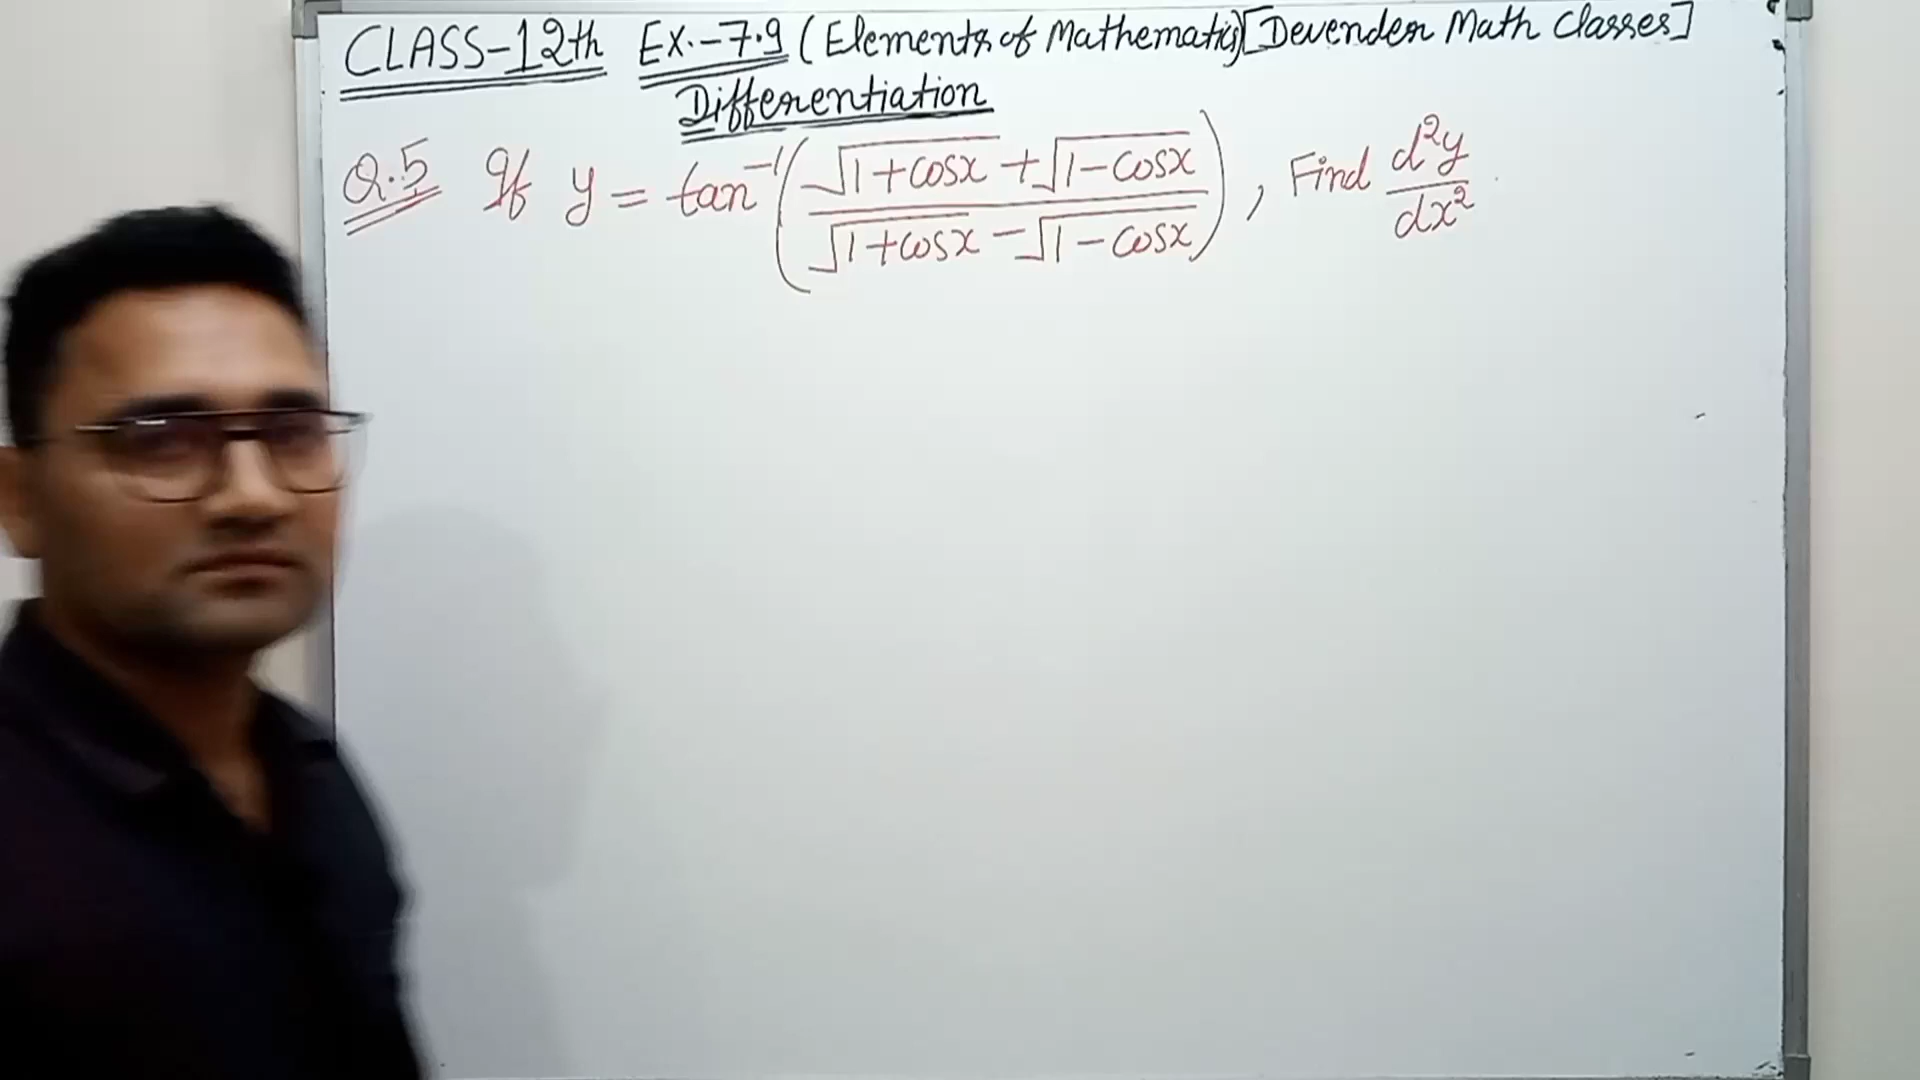 CLASS-12th EX.-7.9 (Elements of Mathematics) [Devender Math Classes]
Differentiation
Q.5 If y = tan⁻¹( (√(1+cosx) + √(1-cosx)) / (√(1+cosx) - √(1-cosx)) ), Find d²y/dx²